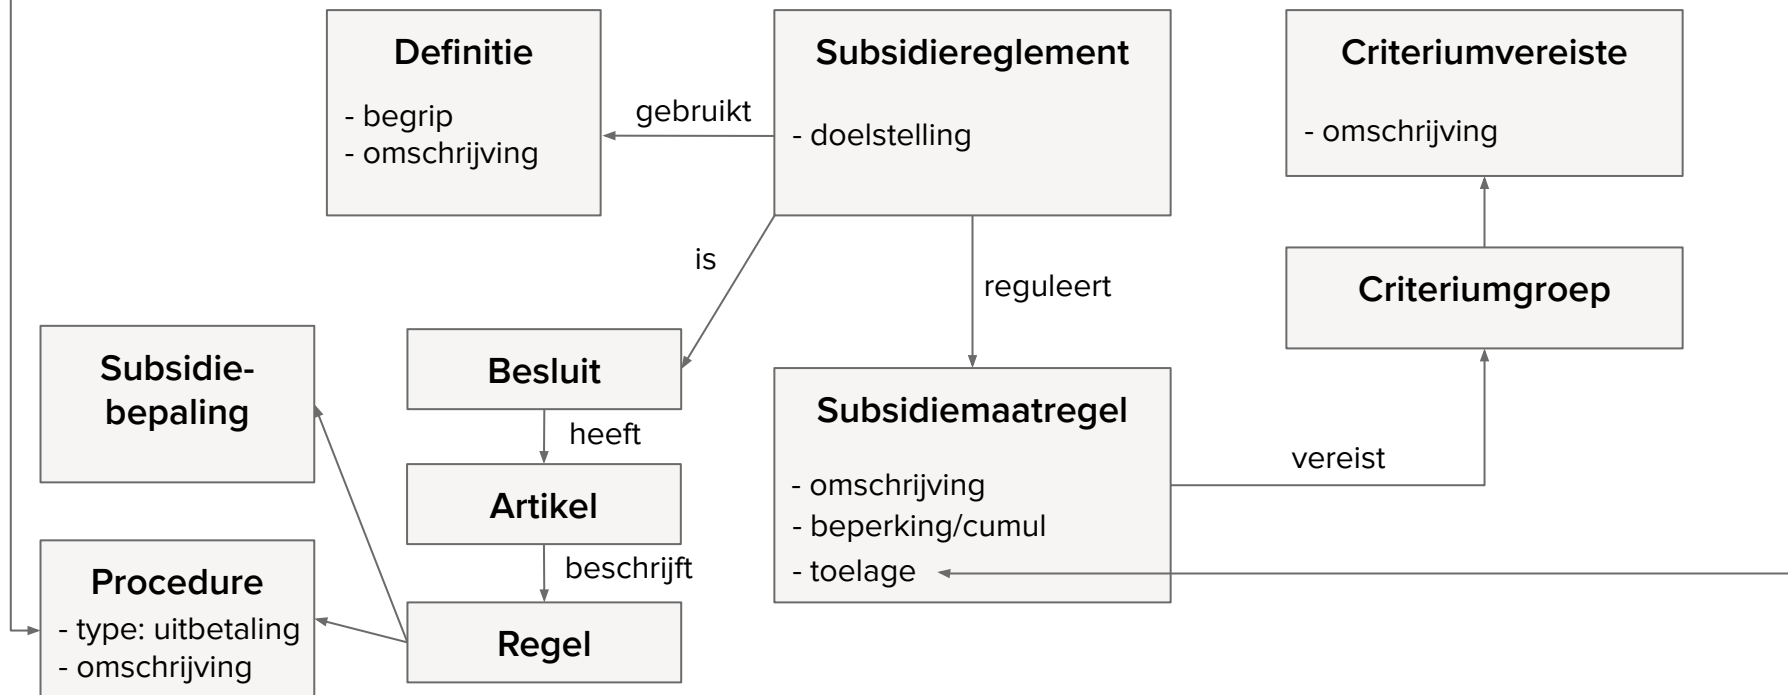 Definitie
- begrip
- omschrijving
gebruikt
Subsidiereglement
- doelstelling
Criteriumvereiste
- omschrijving
is
reguleert
Criteriumgroep
Subsidie-
bepaling
Besluit
heeft
Artikel
beschrijft
Regel
Subsidiemaatregel
- omschrijving
- beperking/cumul
- toelage
vereist
Procedure
- type: uitbetaling
- omschrijving